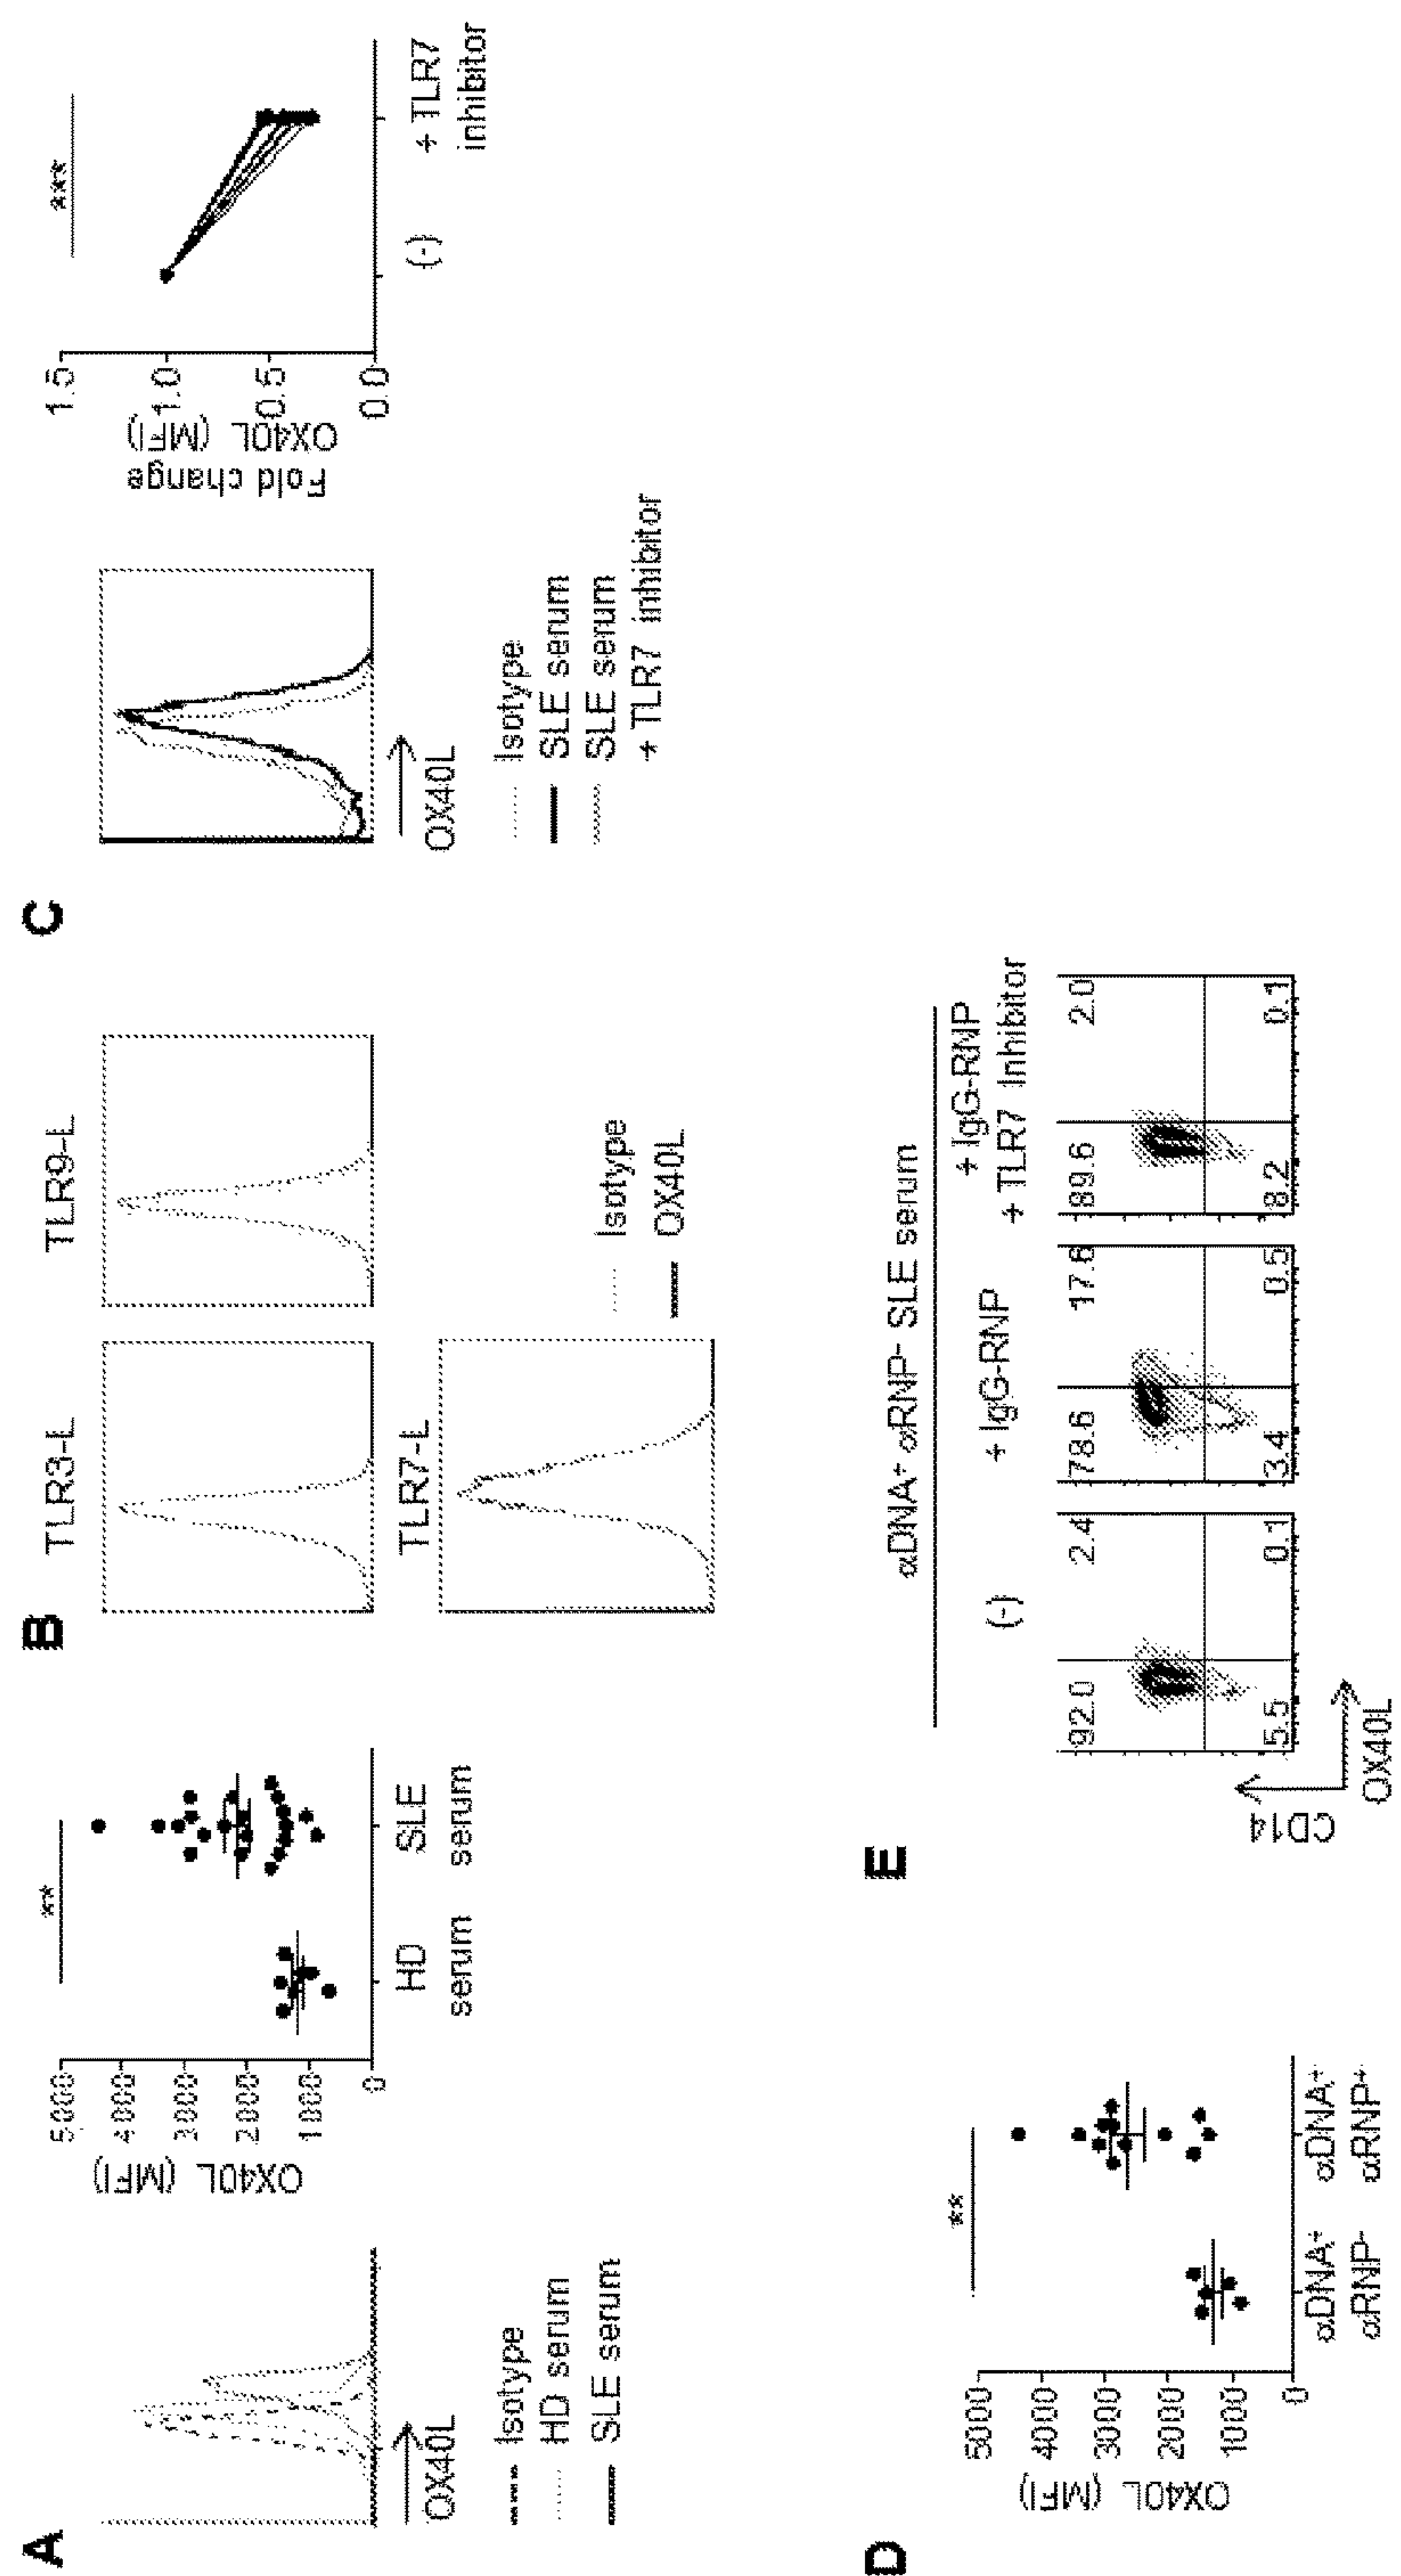 A
OX40L
Isotype
HD serum
SLE serum
OX40L (MFI)
5000
4000
3000
2000
1000
0
**
HD
serum
SLE
serum
B
TLR3-L
TLR9-L
TLR7-L
Isotype
OX40L
C
OX40L
Isotype
SLE serum
SLE serum
+ TLR7 inhibitor
Fold change
OX40L (MFI)
1.5
1.0
0.5
0.0
***
(-)
+ TLR7
inhibitor
D
OX40L (MFI)
5000
4000
3000
2000
1000
0
**
αDNA+
αRNP-
αDNA+
αRNP+
E
αDNA+ αRNP- SLE serum
(-)
+ IgG-RNP
+ IgG-RNP
+ TLR7 Inhibitor
92.0 2.4
5.5 0.1
78.6 17.6
3.4 0.5
89.6 2.0
8.2 0.1
CD14
OX40L